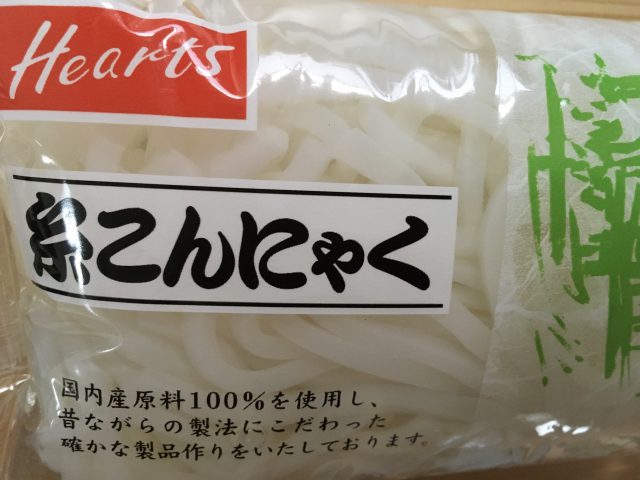 Hearts
糸こんにゃく
国内産原料100%を使用し、
昔ながらの製法にこだわった
確かな製品作りをいたしております。